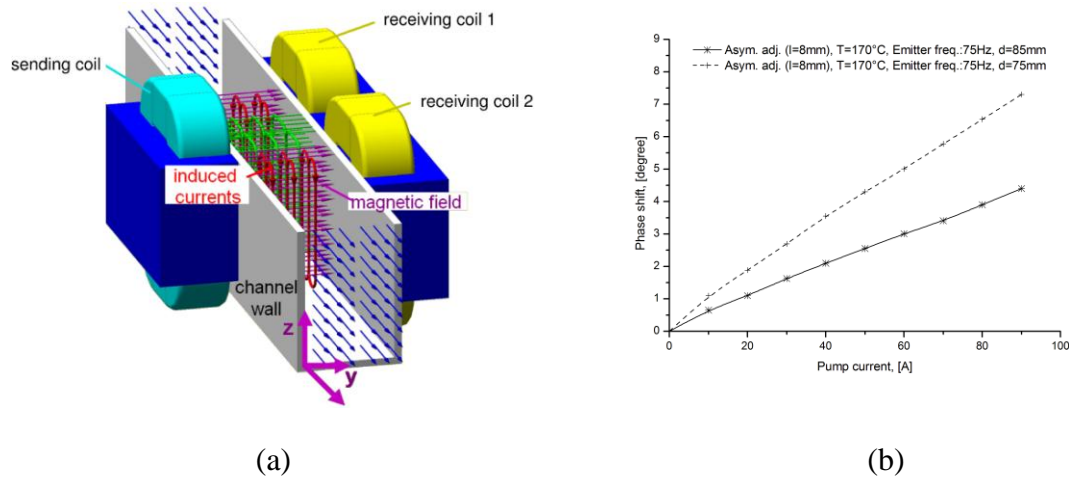 receiving coil 1
sending coil
receiving coil 2
induced
currents
magnetic field
channel
wall
z
y
(a)
Asym. adj. (l=8mm), T=170°C, Emitter freq.:75Hz, d=85mm
Asym. adj. (l=8mm), T=170°C, Emitter freq.:75Hz, d=75mm
9
8
7
6
5
4
3
2
1
0
Phase shift, [degree]
0 20 40 60 80 100
Pump current, [A]
(b)